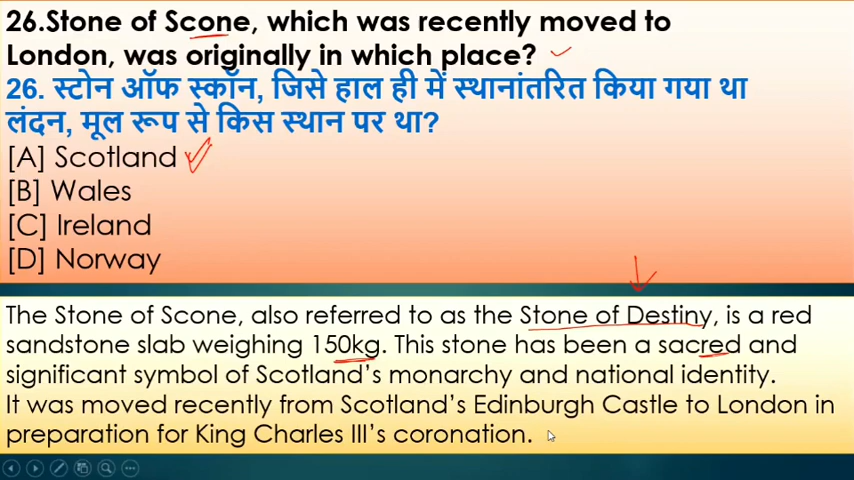 26.Stone of Scone, which was recently moved to
London, was originally in which place?
26. स्टोन ऑफ स्कॉन, जिसे हाल ही में स्थानांतरित किया गया था
लंदन, मूल रूप से किस स्थान पर था?
[A] Scotland
[B] Wales
[C] Ireland
[D] Norway
The Stone of Scone, also referred to as the Stone of Destiny, is a red
sandstone slab weighing 150kg. This stone has been a sacred and
significant symbol of Scotland’s monarchy and national identity.
It was moved recently from Scotland’s Edinburgh Castle to London in
preparation for King Charles III’s coronation.